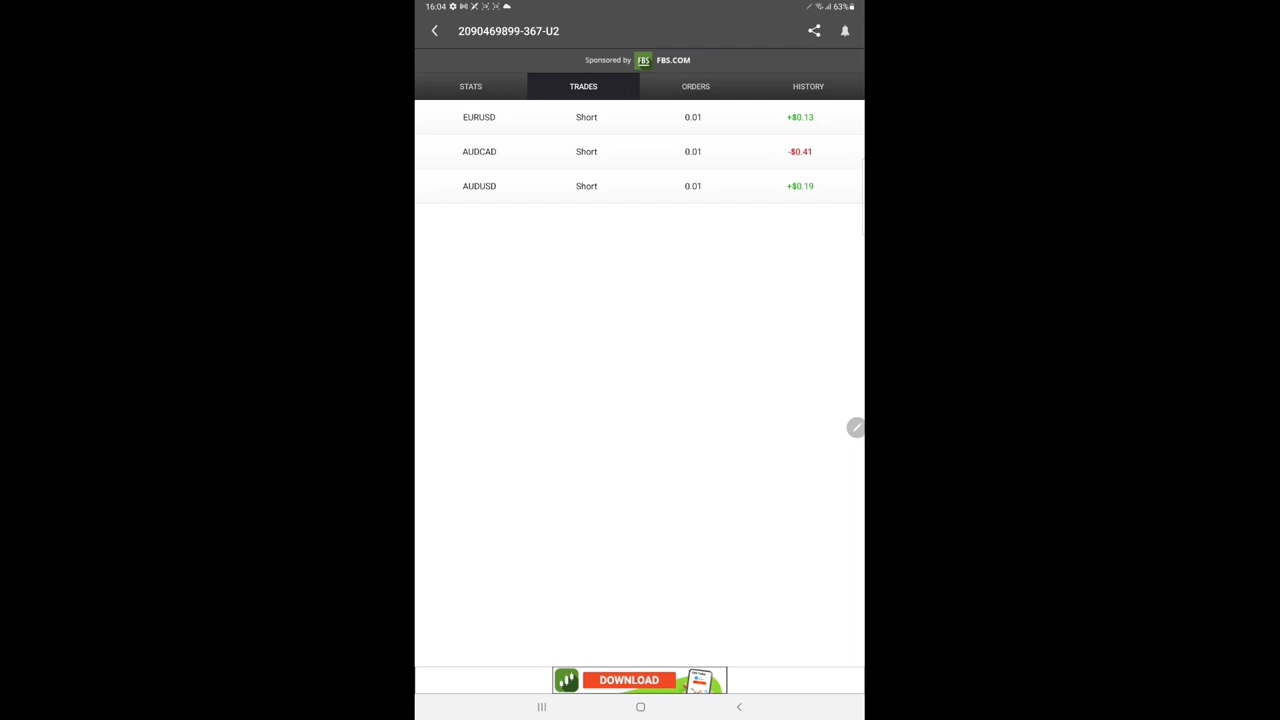 16:04 63%
2090469899-367-U2
Sponsored by FBS FBS.COM
STATS TRADES ORDERS HISTORY
EURUSD Short 0.01 +$0.13
AUDCAD Short 0.01 -$0.41
AUDUSD Short 0.01 +$0.19
DOWNLOAD